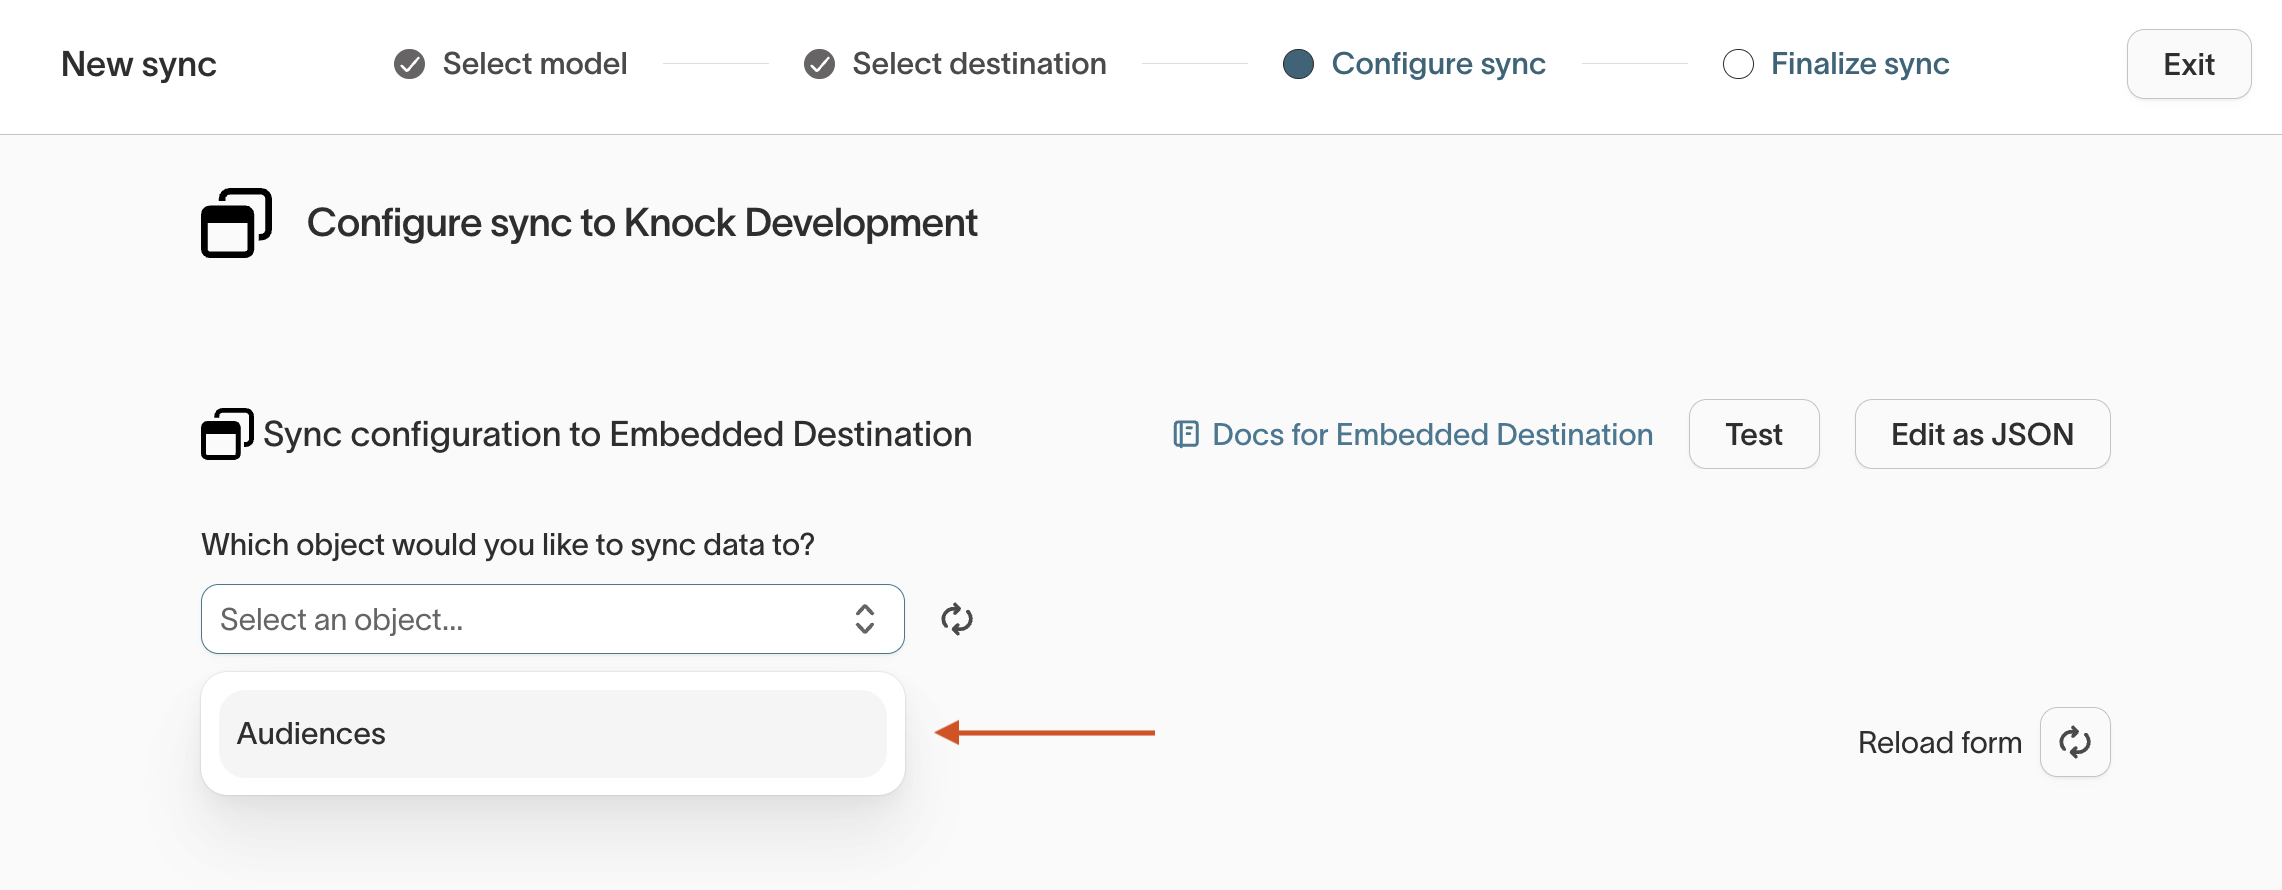 New sync
Select model
Select destination
Configure sync
Finalize sync
Exit
Configure sync to Knock Development
Sync configuration to Embedded Destination
Docs for Embedded Destination
Test
Edit as JSON
Which object would you like to sync data to?
Select an object...
Audiences
Reload form